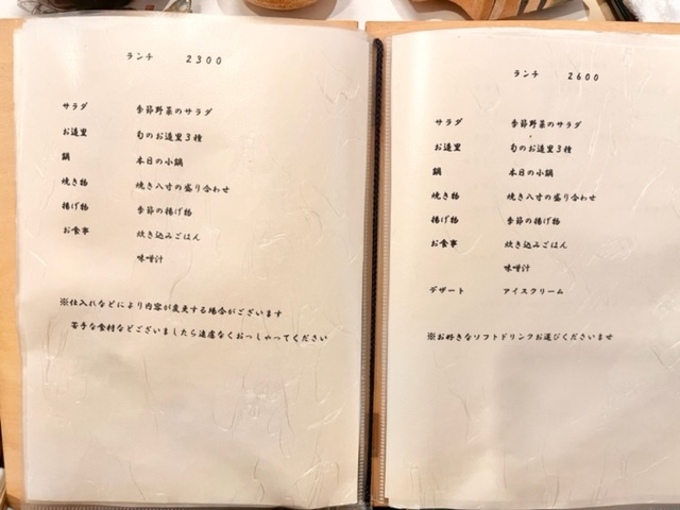 ランチ 2300
サラダ 季節野菜のサラダ
お造里 旬のお造里3種
鍋 本日の小鍋
焼き物 焼き八寸の盛り合わせ
揚げ物 季節の揚げ物
お食事 炊き込みごはん
味噌汁
※仕入れなどにより内容が変更する場合がございます
苦手な食材などございましたら遠慮なくおっしゃってください
ランチ 2600
サラダ 季節野菜のサラダ
お造里 旬のお造里3種
鍋 本日の小鍋
焼き物 焼き八寸の盛り合わせ
揚げ物 季節の揚げ物
お食事 炊き込みごはん
味噌汁
デザート アイスクリーム
※お好きなソフトドリンクお選びくださいませ